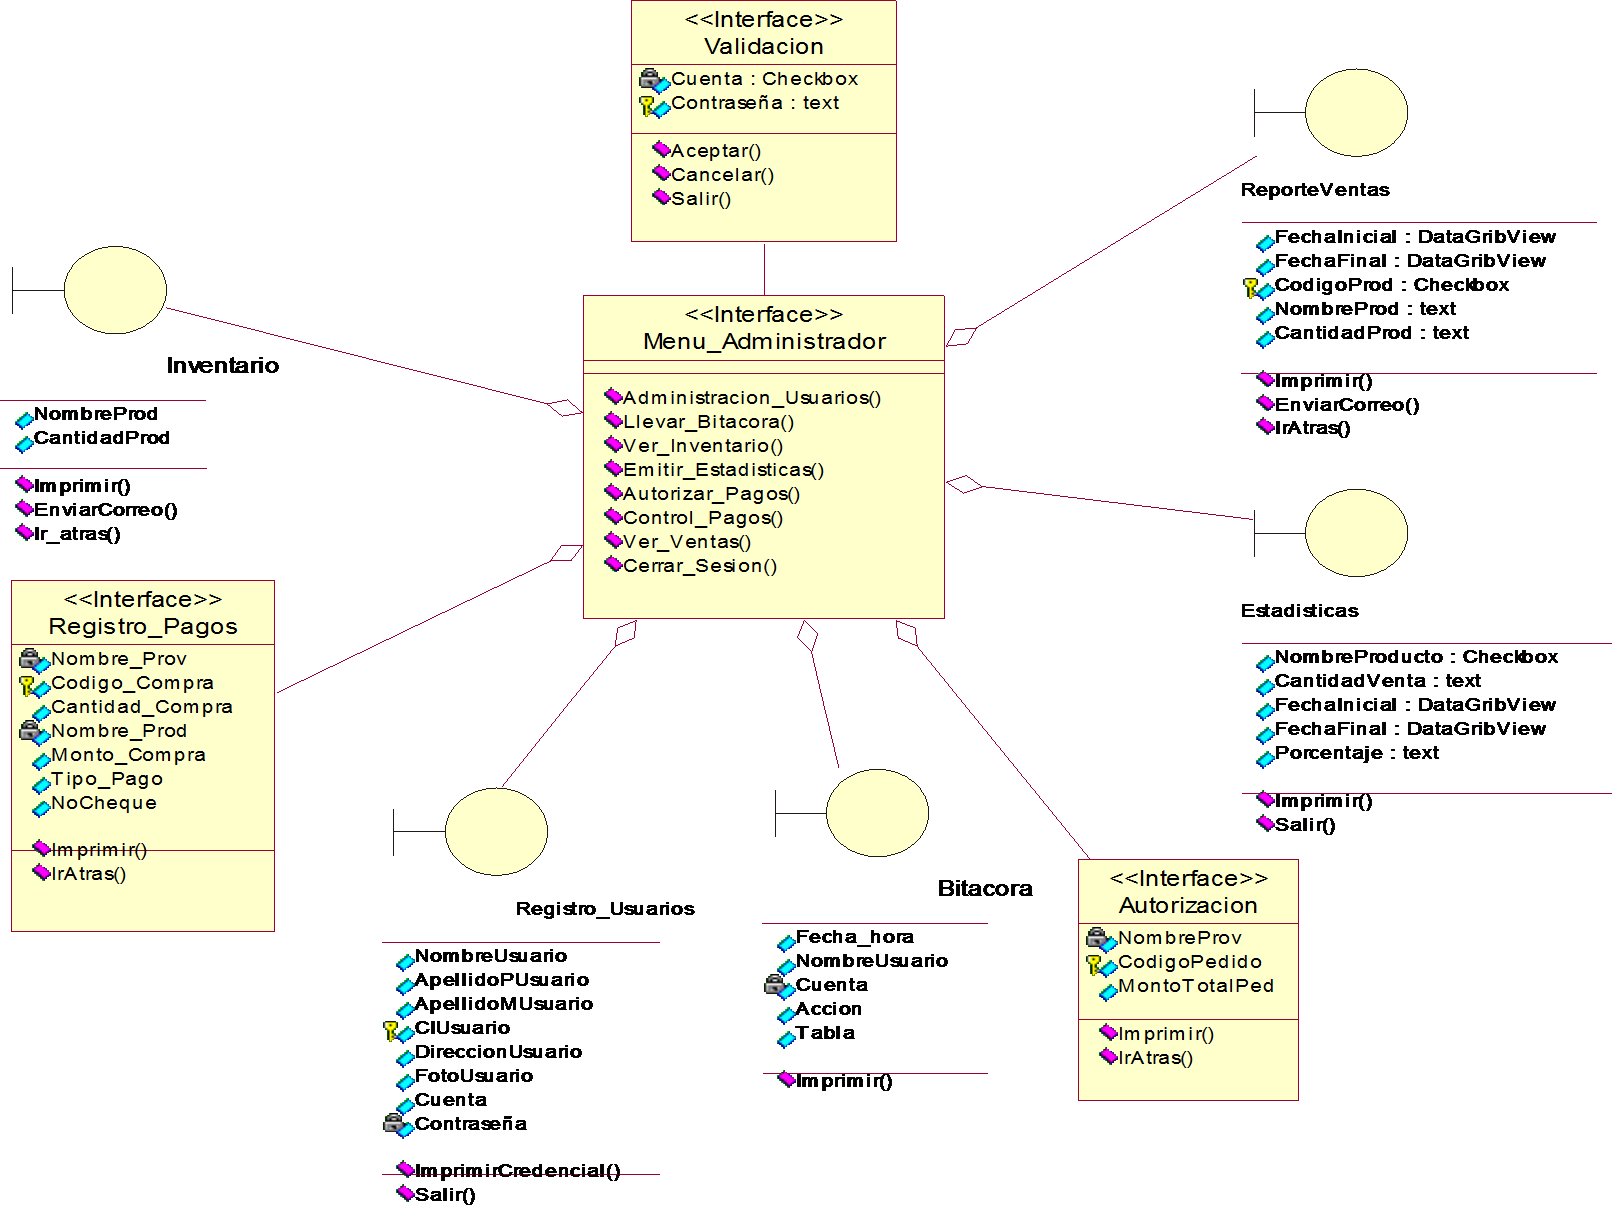 <<Interface>>
Validacion
Cuenta : Checkbox
Contraseña : text
Aceptar()
Cancelar()
Salir()
ReporteVentas
FechaInicial : DataGribView
FechaFinal : DataGribView
CodigoProd : Checkbox
NombreProd : text
CantidadProd : text
Imprimir()
EnviarCorreo()
IrAtras()
Inventario
NombreProd
CantidadProd
Imprimir()
EnviarCorreo()
Ir_atras()
<<Interface>>
Menu_Administrador
Administracion_Usuarios()
Llevar_Bitacora()
Ver_Inventario()
Emitir_Estadisticas()
Autorizar_Pagos()
Control_Pagos()
Ver_Ventas()
Cerrar_Sesion()
Estadisticas
NombreProducto : Checkbox
CantidadVenta : text
FechaInicial : DataGribView
FechaFinal : DataGribView
Porcentaje : text
Imprimir()
Salir()
<<Interface>>
Registro_Pagos
Nombre_Prov
Codigo_Compra
Cantidad_Compra
Nombre_Prod
Monto_Compra
Tipo_Pago
NoCheque
Imprimir()
IrAtras()
Registro_Usuarios
NombreUsuario
ApellidoPUsuario
ApellidoMUsuario
CIUsuario
DireccionUsuario
FotoUsuario
Cuenta
Contraseña
ImprimirCredencial()
Salir()
Bitacora
Fecha_hora
NombreUsuario
Cuenta
Accion
Tabla
Imprimir()
<<Interface>>
Autorizacion
NombreProv
CodigoPedido
MontoTotalPed
Imprimir()
IrAtras()